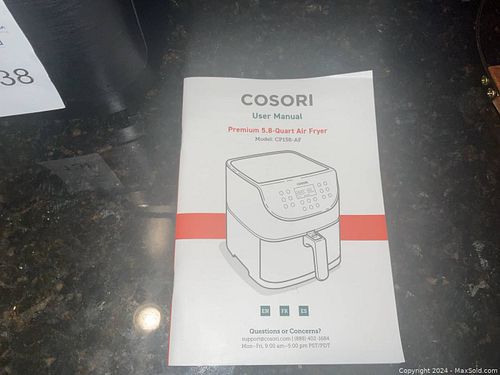 38
COSORI
User Manual
Premium 5.8-Quart Air Fryer
Model: CP158-AF
COSORI
EN FR ES
Questions or Concerns?
support@cosori.com | (888) 402-1684
Mon–Fri, 9:00 am–5:00 pm PST/PDT
Copyright 2024 - MaxSold.com